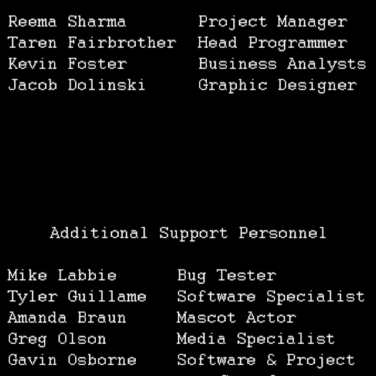 Reema Sharma Project Manager
Taren Fairbrother Head Programmer
Kevin Foster Business Analysts
Jacob Dolinski Graphic Designer
Additional Support Personnel
Mike Labbie Bug Tester
Tyler Guillame Software Specialist
Amanda Braun Mascot Actor
Greg Olson Media Specialist
Gavin Osborne Software & Project